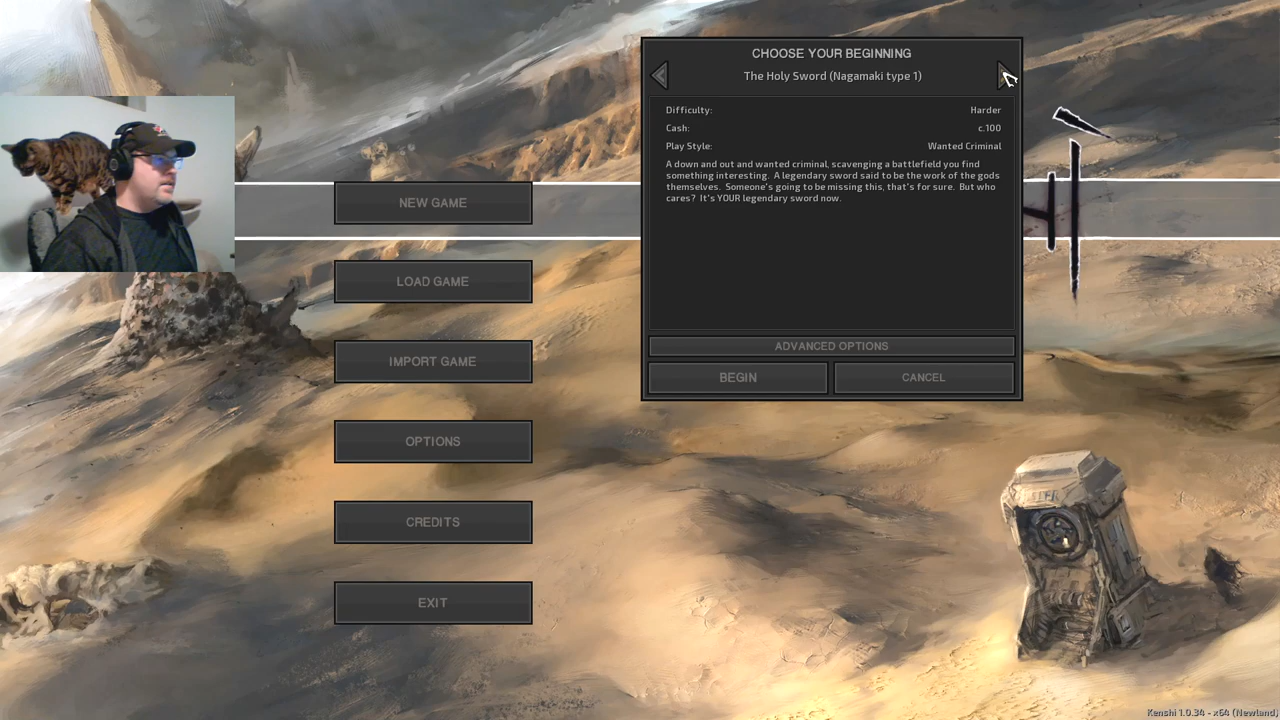 CHOOSE YOUR BEGINNING
The Holy Sword (Nagamaki type 1)
Difficulty: Harder
Cash: c.100
Play Style: Wanted Criminal
A down and out and wanted criminal, scavenging a battlefield you find
something interesting. A legendary sword said to be the work of the gods
themselves. Someone's going to be missing this, that's for sure. But who
cares? It's YOUR legendary sword now.
ADVANCED OPTIONS
BEGIN
CANCEL
NEW GAME
LOAD GAME
IMPORT GAME
OPTIONS
CREDITS
EXIT
Kenshi 1.0.34 - x64 (Newland)